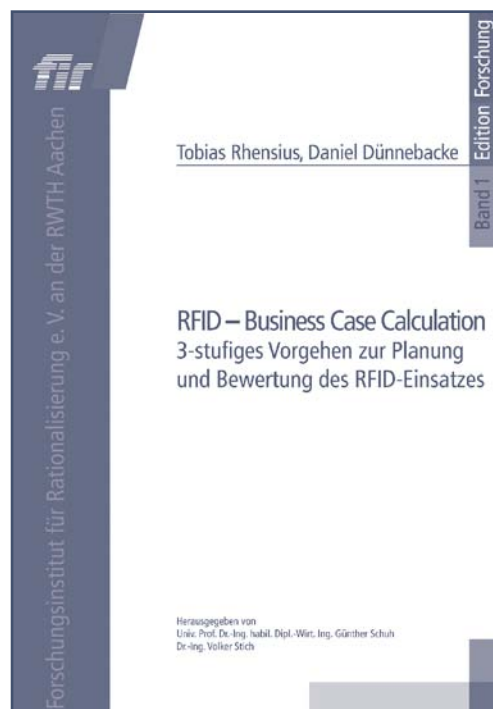 fir
Forschungsinstitut für Rationalisierung e. V. an der RWTH Aachen
Band 1 Edition Forschung
Tobias Rhensius, Daniel Dünnebacke
RFID – Business Case Calculation
3-stufiges Vorgehen zur Planung
und Bewertung des RFID-Einsatzes
Herausgegeben von
Univ. Prof. Dr.-Ing. habil. Dipl.-Wirt. Ing. Günther Schuh
Dr.-Ing. Volker Stich